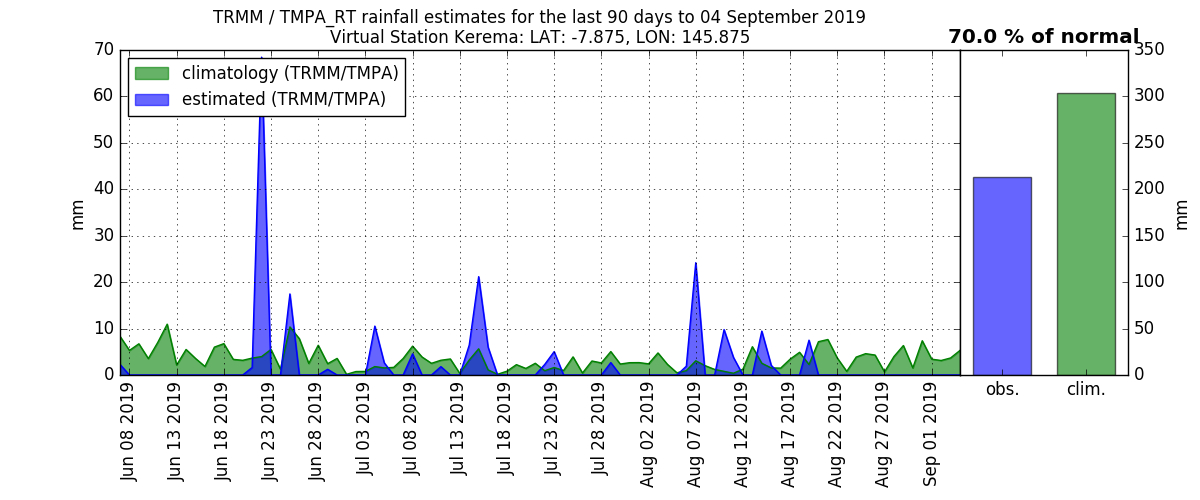 TRMM / TMPA_RT rainfall estimates for the last 90 days to 04 September 2019
Virtual Station Kerema: LAT: -7.875, LON: 145.875
70.0 % of normal
climatology (TRMM/TMPA)
estimated (TRMM/TMPA)
70
60
50
40
30
20
10
0
mm
Jun 08 2019
Jun 13 2019
Jun 18 2019
Jun 23 2019
Jun 28 2019
Jul 03 2019
Jul 08 2019
Jul 13 2019
Jul 18 2019
Jul 23 2019
Jul 28 2019
Aug 02 2019
Aug 07 2019
Aug 12 2019
Aug 17 2019
Aug 22 2019
Aug 27 2019
Sep 01 2019
350
300
250
200
150
100
50
0
mm
obs.
clim.